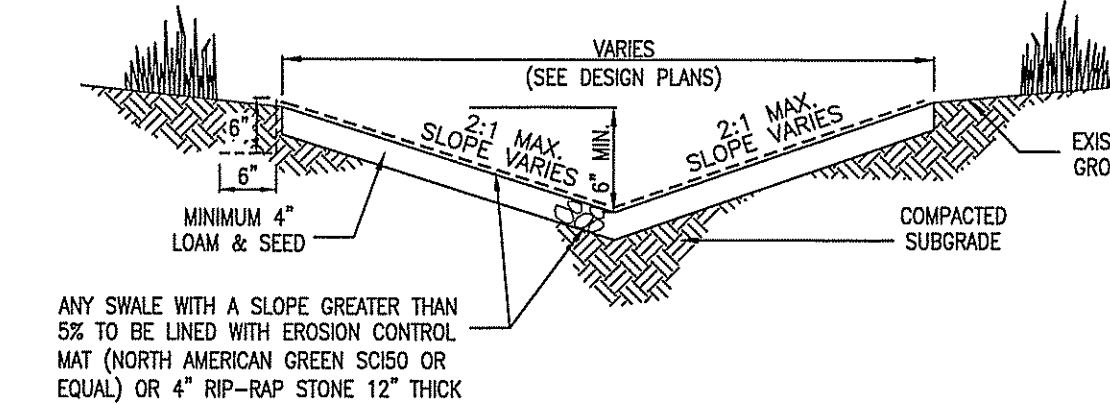 VARIES
(SEE DESIGN PLANS)
6"
6"
2:1 MAX.
SLOPE VARIES
6" MIN.
2:1 MAX.
SLOPE VARIES
MINIMUM 4"
LOAM & SEED
COMPACTED
SUBGRADE
ANY SWALE WITH A SLOPE GREATER THAN
5% TO BE LINED WITH EROSION CONTROL
MAT (NORTH AMERICAN GREEN SC150 OR
EQUAL) OR 4" RIP-RAP STONE 12" THICK